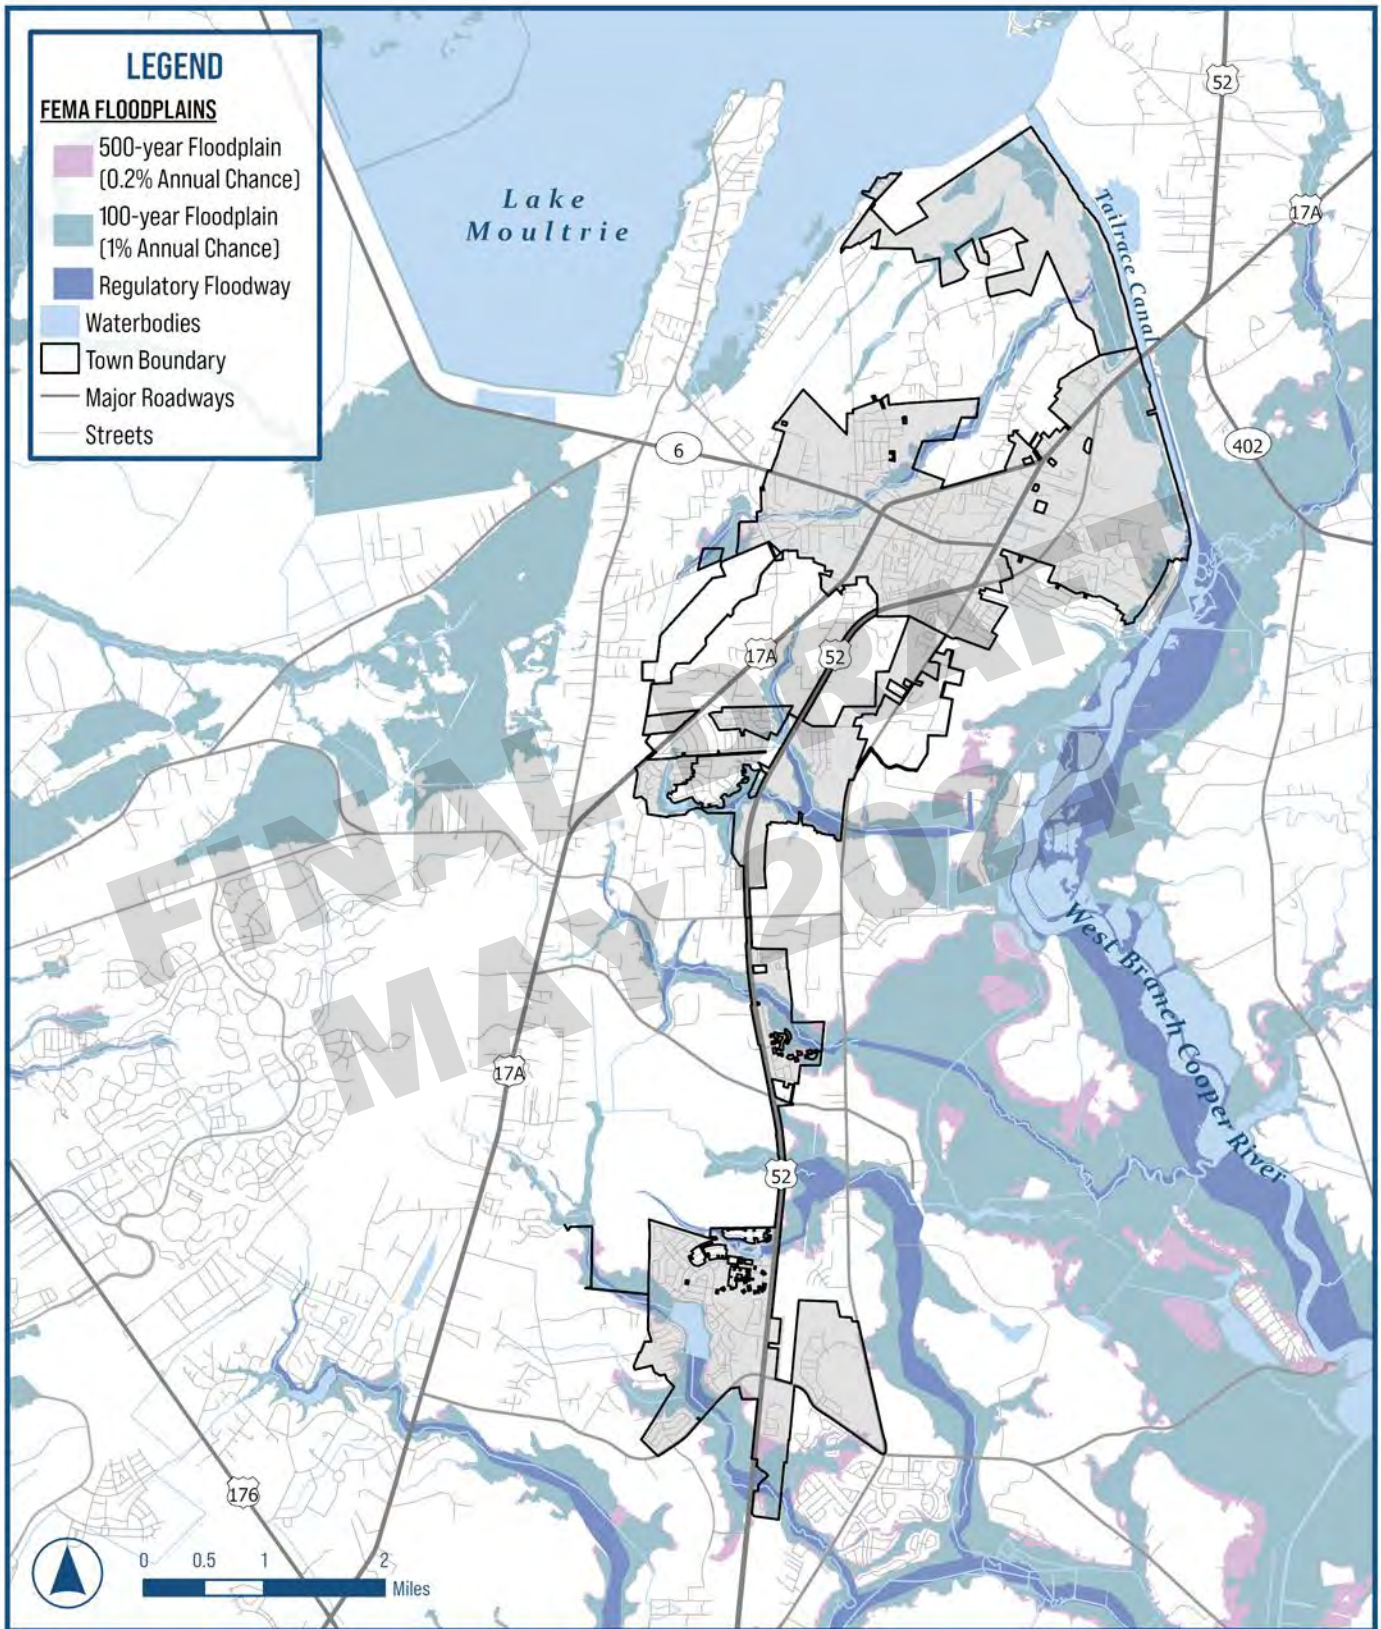 LEGEND
FEMA FLOODPLAINS
500-year Floodplain
(0.2% Annual Chance)
100-year Floodplain
(1% Annual Chance)
Regulatory Floodway
Waterbodies
Town Boundary
Major Roadways
Streets
Lake
Moultrie
52
17A
Tailrace Canal
402
6
17A
52
FINAL DRAFT
MAY 2024
West Branch Cooper River
17A
52
176
0 0.5 1 2
Miles